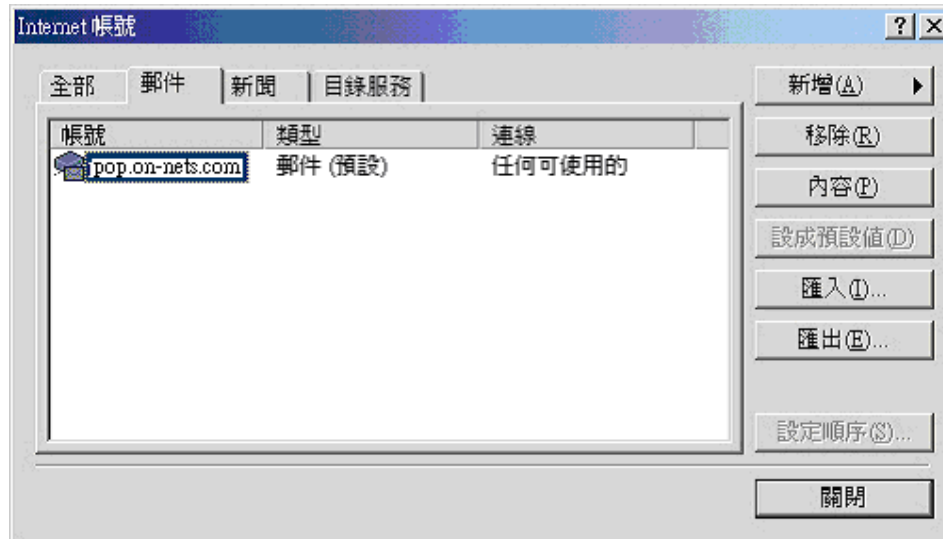 Internet 帳號
全部 郵件 新聞 目錄服務
帳號 類型 連線
pop.on-nets.com 郵件 (預設) 任何可使用的
新增(A)
移除(R)
內容(P)
設成預設值(D)
匯入(I)...
匯出(E)...
設定順序(S)...
關閉